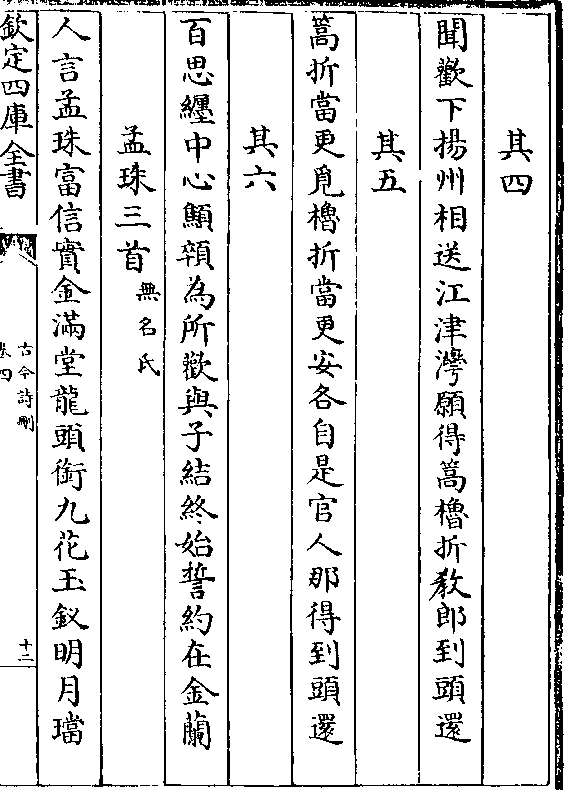 其四
聞歡下揚州相送江津灣願得篙櫓折教郎到頭還
其五
篙折當更覓櫓折當更安各自是官人那得到頭還
其六
百思纏中心顦顇為所歡與子結終始誓約在金蘭
孟珠三首無名氏
人言孟珠富信實金滿堂龍頭銜九花玉釵明月璫
欽定四庫全書
古今詩刪
卷四
十二